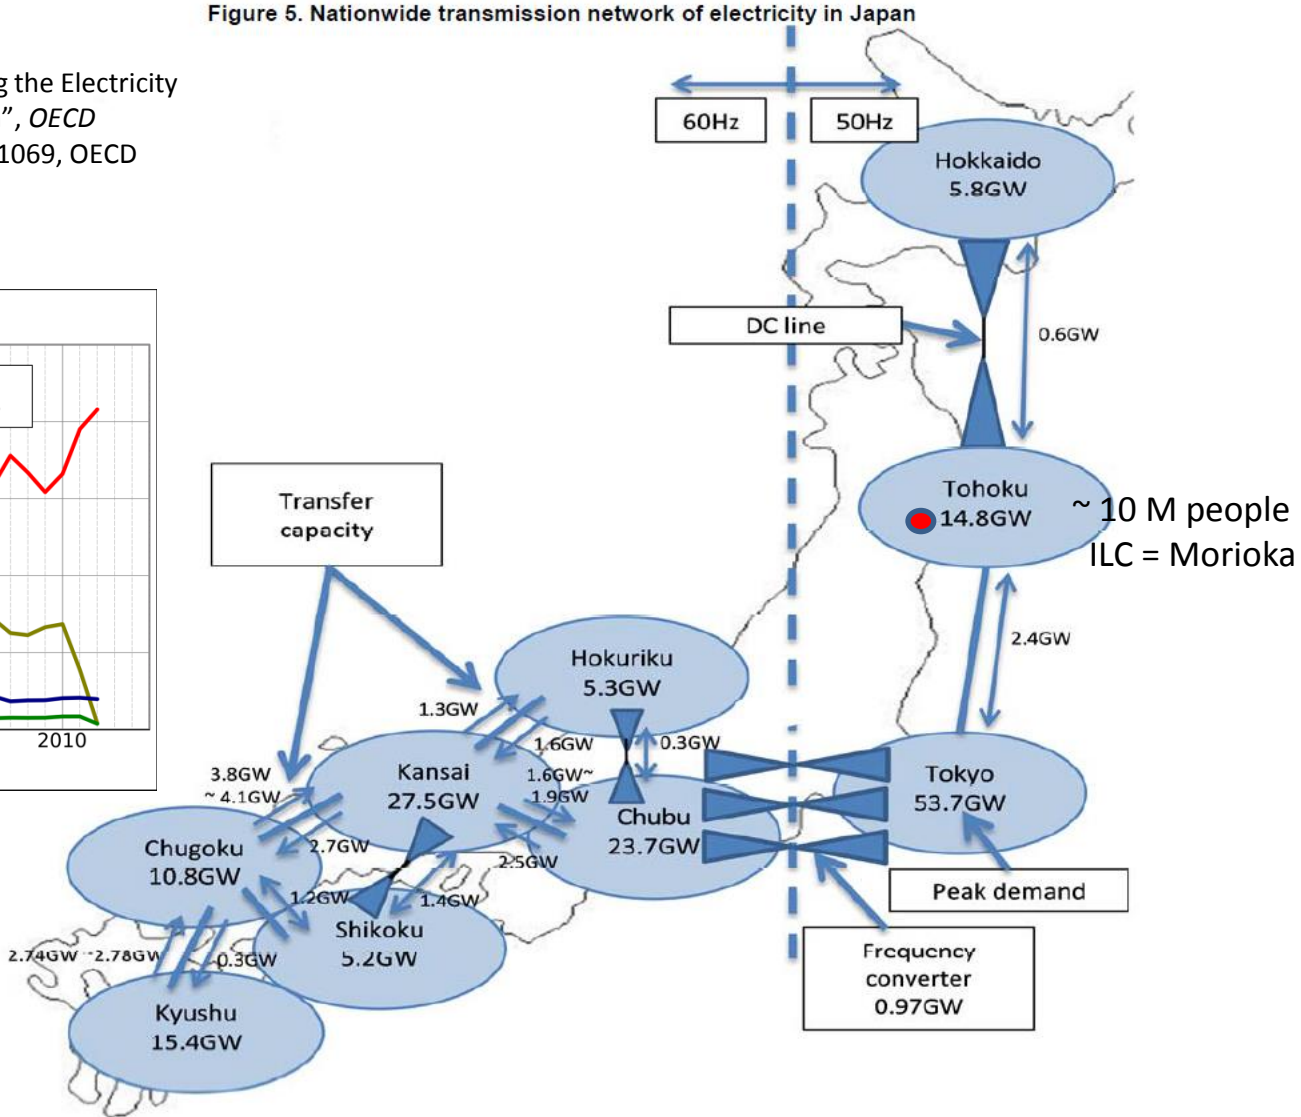 Figure 5. Nationwide transmission network of electricity in Japan
g the Electricity
”, OECD
1069, OECD
60Hz
50Hz
Hokkaido
5.8GW
DC line
0.6GW
Transfer
capacity
Tohoku
14.8GW
~ 10 M people
ILC = Morioka
2.4GW
Hokuriku
5.3GW
1.3GW
1.6GW
0.3GW
2010
3.8GW
~ 4.1GW
Kansai
27.5GW
1.6GW~
1.9GW
Chubu
23.7GW
Tokyo
53.7GW
Chugoku
10.8GW
2.7GW
2.5GW
1.2GW
1.4GW
Peak demand
Shikoku
5.2GW
2.74GW ~2.78GW
0.3GW
Frequency
converter
0.97GW
Kyushu
15.4GW